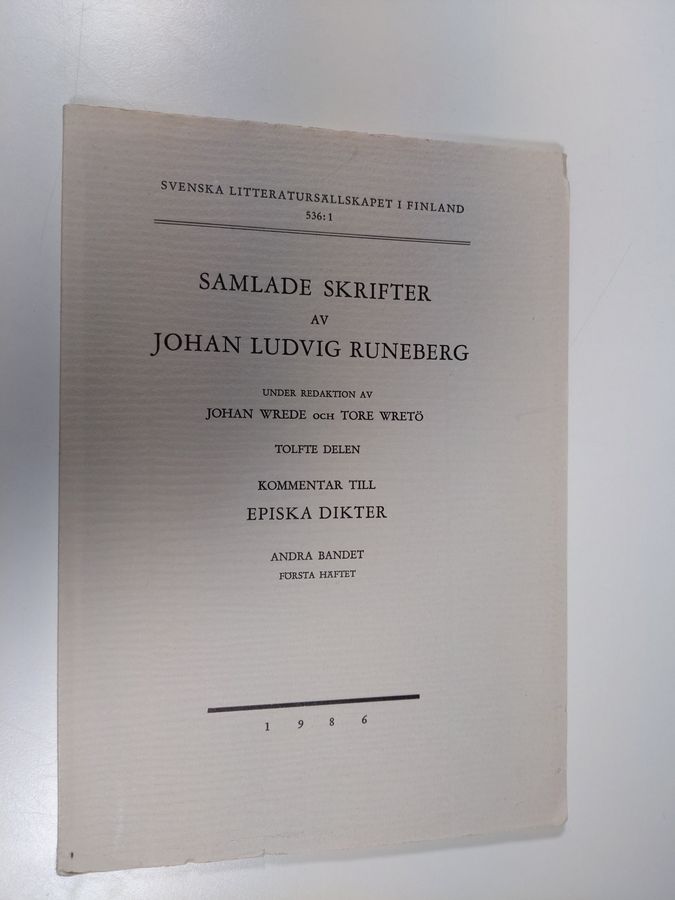 SVENSKA LITTERATURSÄLLSKAPET I FINLAND
536:1
SAMLADE SKRIFTER
AV
JOHAN LUDVIG RUNEBERG
UNDER REDAKTION AV
JOHAN WREDE OCH TORE WRETÖ
TOLFTE DELEN
KOMMENTAR TILL
EPISKA DIKTER
ANDRA BANDET
FÖRSTA HÄFTET
1 9 8 6